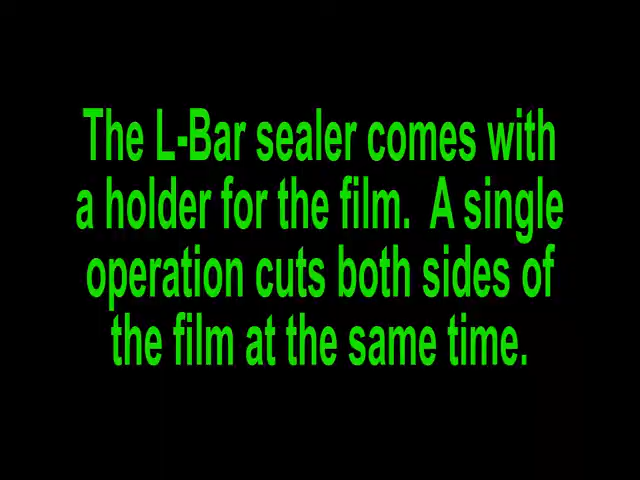 The L-Bar sealer comes with
a holder for the film.  A single
operation cuts both sides of
the film at the same time.